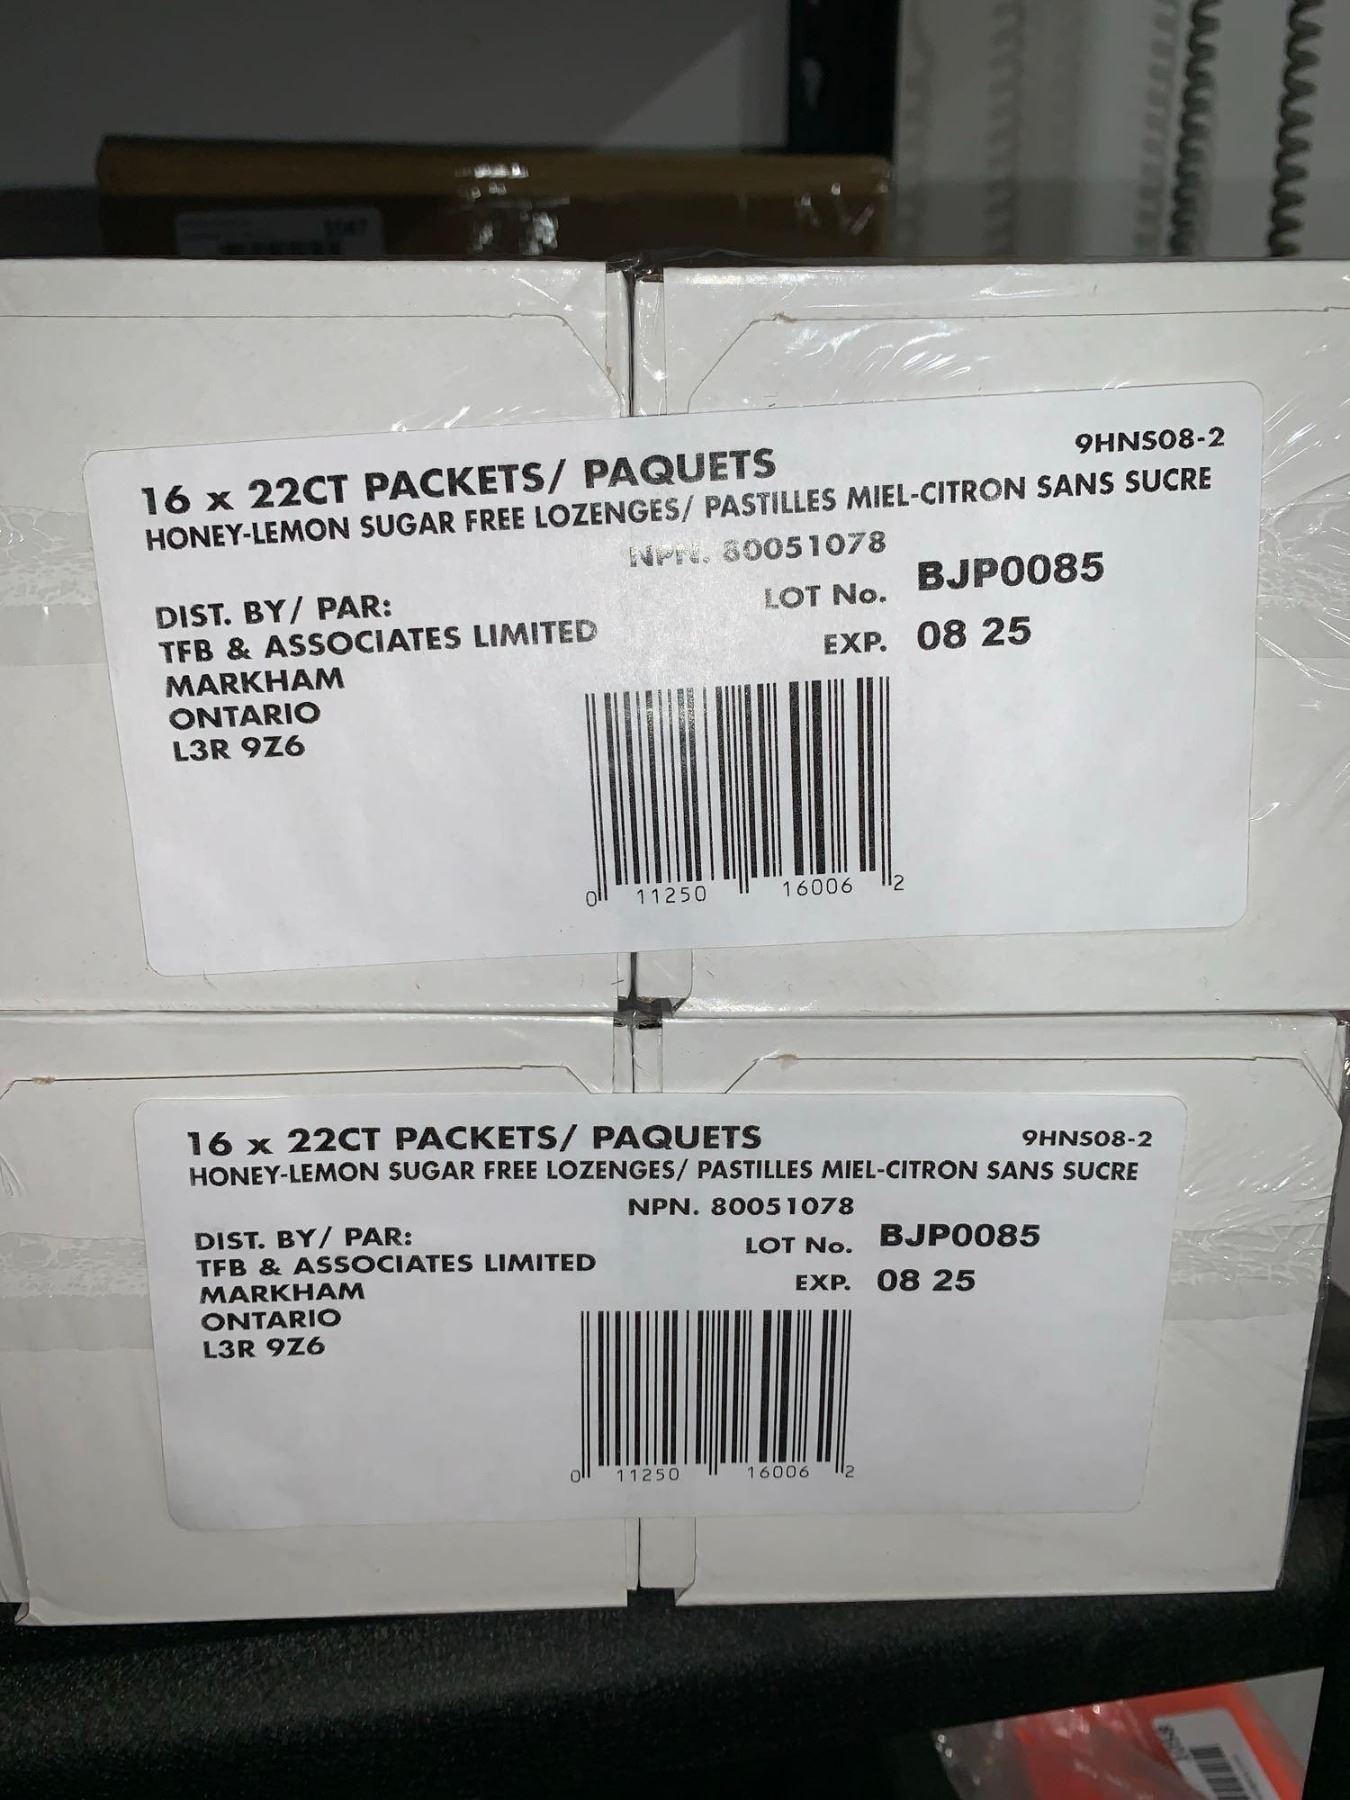 16 x 22CT PACKETS/ PAQUETS
9HNS08-2
HONEY-LEMON SUGAR FREE LOZENGES/ PASTILLES MIEL-CITRON SANS SUCRE
NPN. 80051078
LOT No. BJP0085
EXP. 08 25
DIST. BY/ PAR:
TFB & ASSOCIATES LIMITED
MARKHAM
ONTARIO
L3R 9Z6
0 11250 16006 2
16 x 22CT PACKETS/ PAQUETS
9HNS08-2
HONEY-LEMON SUGAR FREE LOZENGES/ PASTILLES MIEL-CITRON SANS SUCRE
NPN. 80051078
LOT No. BJP0085
EXP. 08 25
DIST. BY/ PAR:
TFB & ASSOCIATES LIMITED
MARKHAM
ONTARIO
L3R 9Z6
0 11250 16006 2